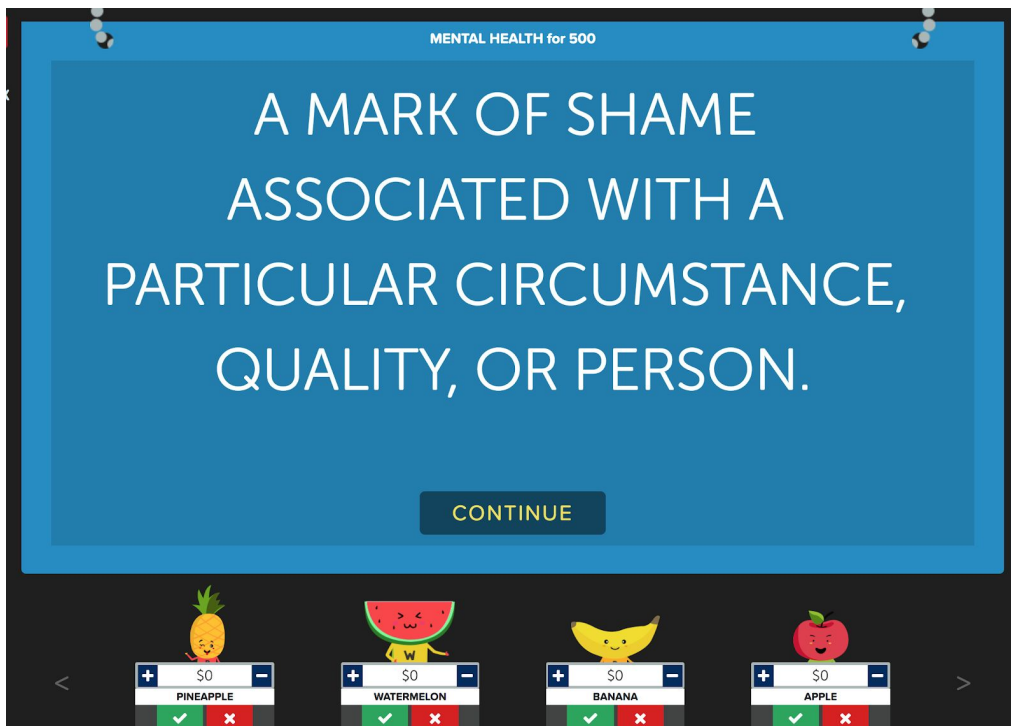 MENTAL HEALTH for 500
A MARK OF SHAME
ASSOCIATED WITH A
PARTICULAR CIRCUMSTANCE,
QUALITY, OR PERSON.
CONTINUE
W
+ $0 −
PINEAPPLE
+ $0 −
WATERMELON
+ $0 −
BANANA
+ $0 −
APPLE
< >